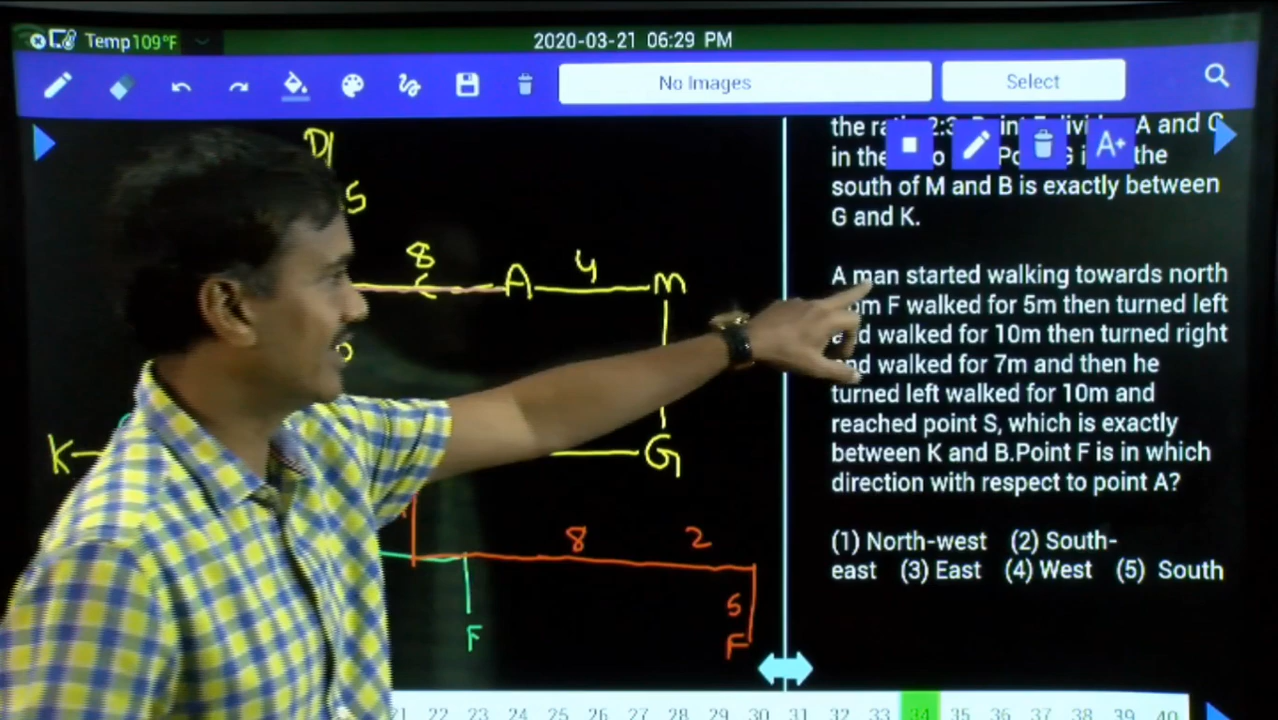 Temp109°F
2020-03-21 06:29 PM
No Images
Select
D
5
8
A
4
M
K
G
8
2
5
F
F
A+
the
A and
in the
the
south of M and B is exactly between
G and K.
A man started walking towards north
F walked for 5m then turned left
walked for 10m then turned right
walked for 7m and then he
turned left walked for 10m and
reached point S, which is exactly
between K and B.Point F is in which
direction with respect to point A?
(1) North-west (2) South-
east (3) East (4) West (5) South
21 22 23 24 25 26 27 28 29 30 31 32 33 34 35 36 37 38 39 40